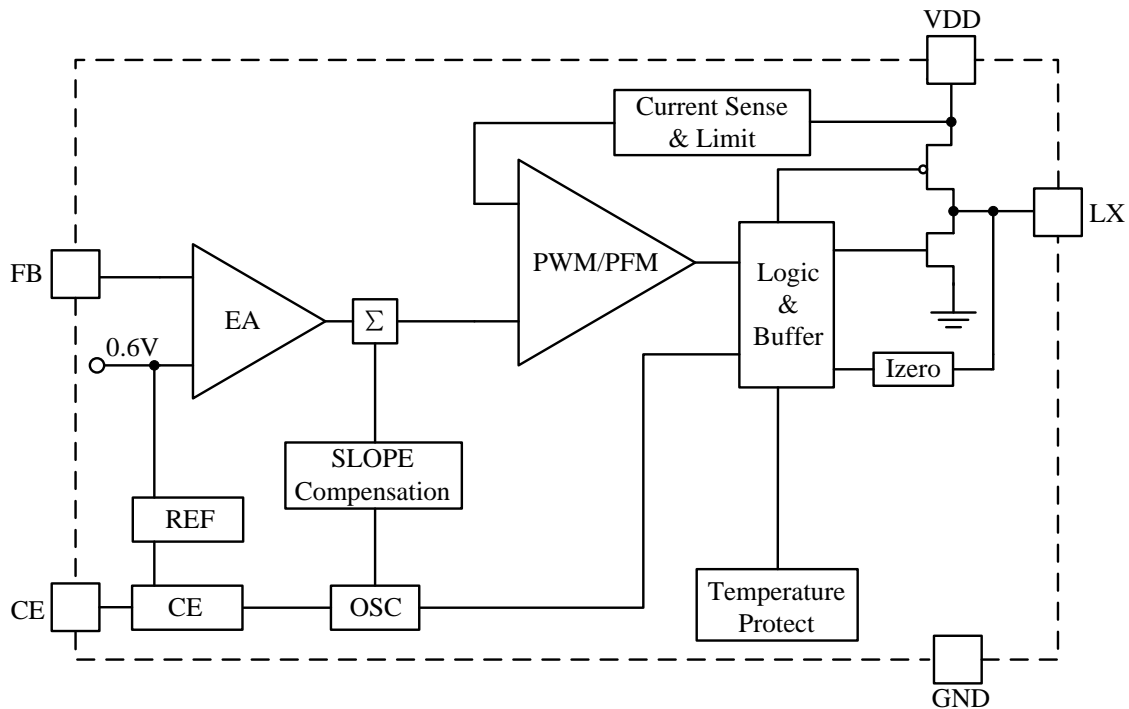 VDD
Current Sense
& Limit
LX
FB
PWM/PFM
Logic
&
Buffer
EA
Σ
0.6V
Izero
SLOPE
Compensation
REF
CE
CE
OSC
Temperature
Protect
GND